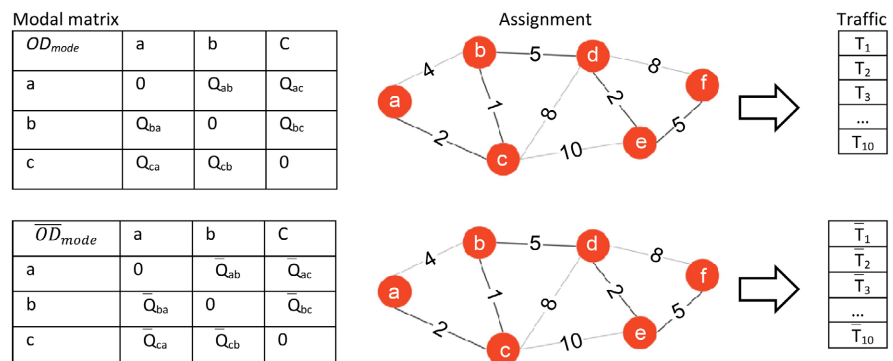 Modal matrix Assignment Traffic
OD_mode a b C
a 0 Q_ab Q_ac
b Q_ba 0 Q_bc
c Q_ca Q_cb 0
a b c d e f
4 5 8 1 2 8 2 10 5
T_1
T_2
T_3
...
T_10
O̅D̅_mode a b C
a 0 Q̅_ab Q̅_ac
b Q̅_ba 0 Q̅_bc
c Q̅_ca Q̅_cb 0
a b c d e f
4 5 8 1 2 8 2 10 5
T̅_1
T̅_2
T̅_3
...
T̅_10